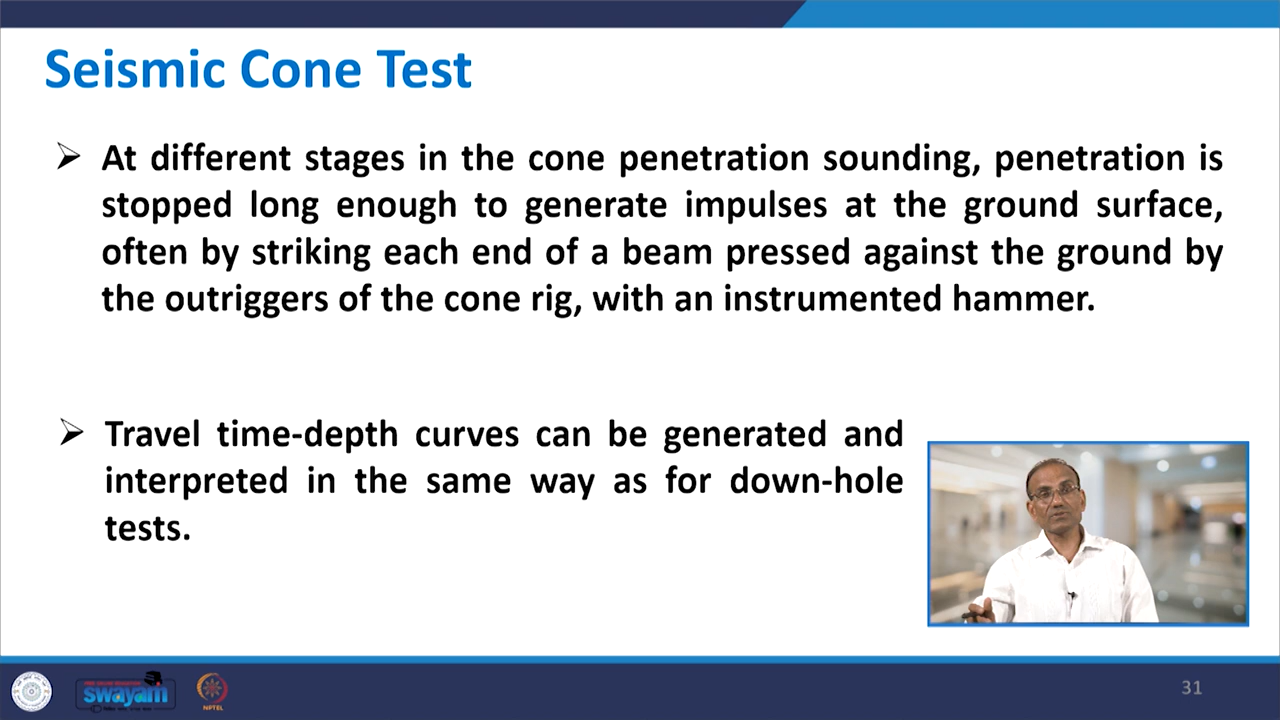 Seismic Cone Test
➢ At different stages in the cone penetration sounding, penetration is
stopped long enough to generate impulses at the ground surface,
often by striking each end of a beam pressed against the ground by
the outriggers of the cone rig, with an instrumented hammer.
➢ Travel time-depth curves can be generated and
interpreted in the same way as for down-hole
tests.
swayam
NPTEL
31